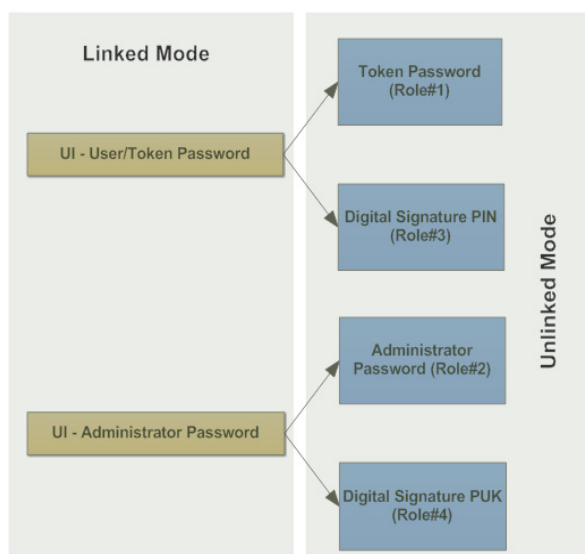 Linked Mode
UI - User/Token Password
UI - Administrator Password
Token Password
(Role#1)
Digital Signature PIN
(Role#3)
Administrator
Password (Role#2)
Digital Signature PUK
(Role#4)
Unlinked Mode